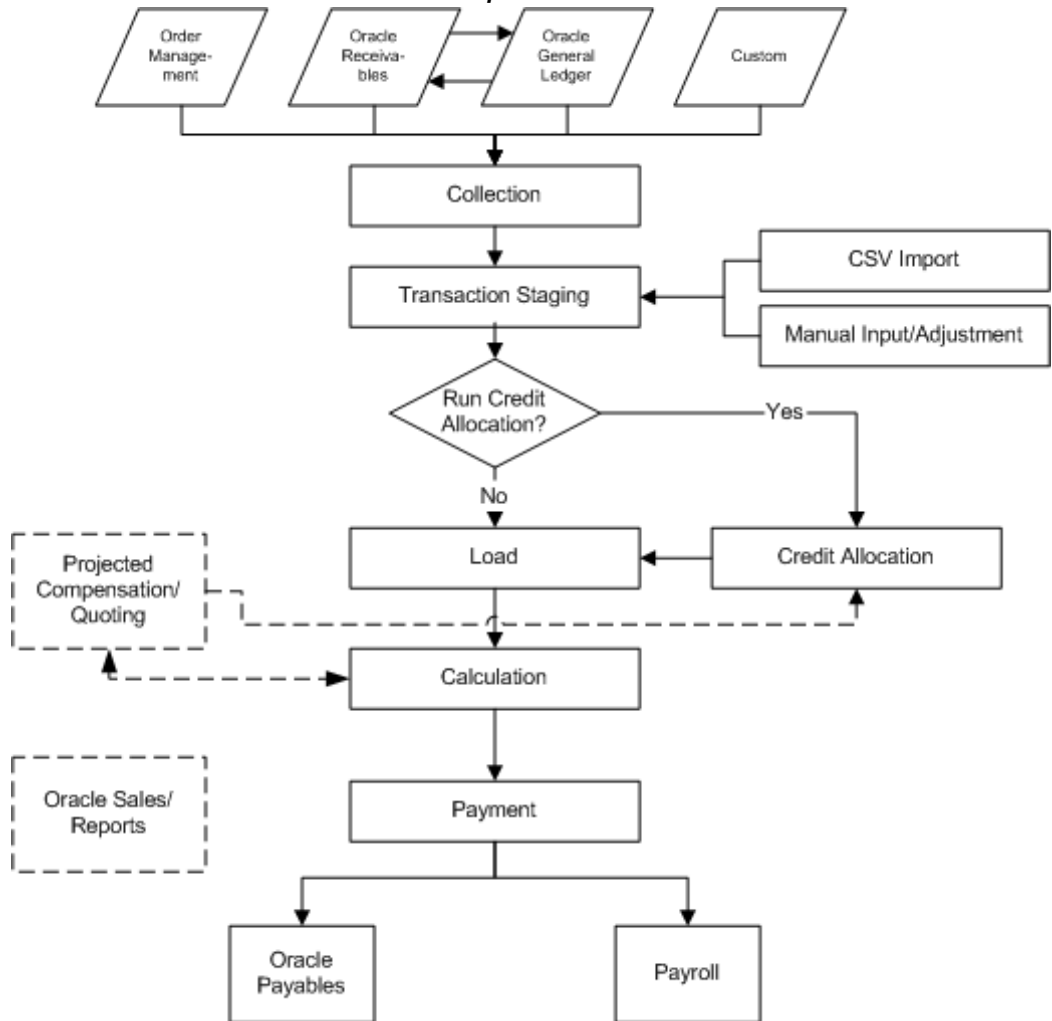 Order
Manage-
ment
Oracle
Receiva-
bles
Oracle
General
Ledger
Custom
Collection
Transaction Staging
CSV Import
Manual Input/Adjustment
Run Credit
Allocation?
Yes
No
Load
Credit Allocation
Projected
Compensation/
Quoting
Calculation
Oracle Sales/
Reports
Payment
Oracle
Payables
Payroll